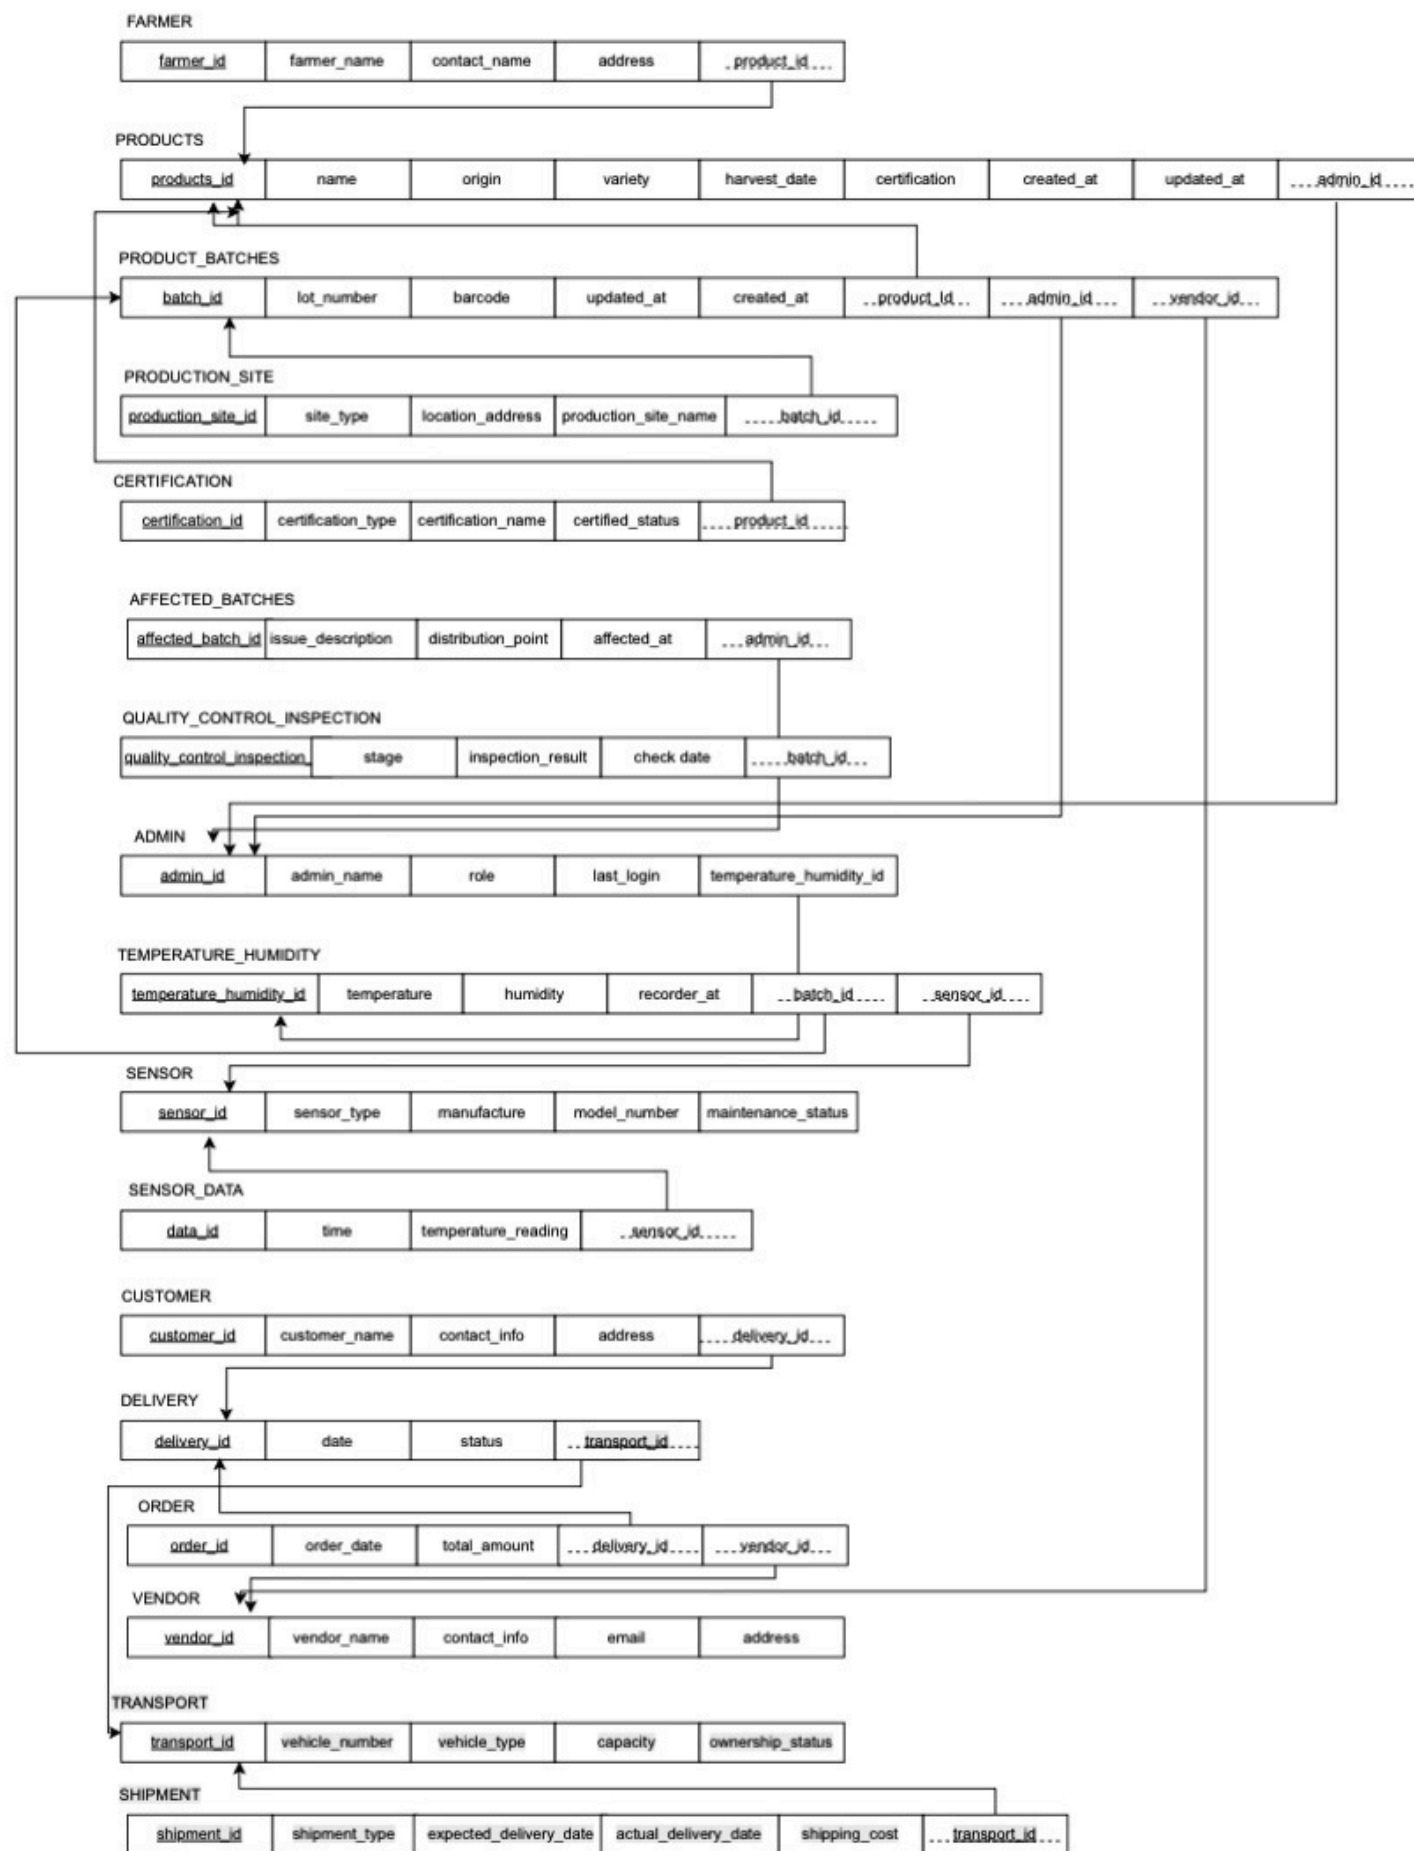 FARMER
farmer_id farmer_name contact_name address product_id
PRODUCTS
products_id name origin variety harvest_date certification created_at updated_at admin_id
PRODUCT_BATCHES
batch_id lot_number barcode updated_at created_at product_Id admin_id vendor_id
PRODUCTION_SITE
production_site_id site_type location_address production_site_name batch_id
CERTIFICATION
certification_id certification_type certification_name certified_status product_id
AFFECTED_BATCHES
affected_batch_id issue_description distribution_point affected_at admin_id
QUALITY_CONTROL_INSPECTION
quality_control_inspection_ stage inspection_result check date batch_id
ADMIN
admin_id admin_name role last_login temperature_humidity_id
TEMPERATURE_HUMIDITY
temperature_humidity_id temperature humidity recorder_at batch_id sensor_id
SENSOR
sensor_id sensor_type manufacture model_number maintenance_status
SENSOR_DATA
data_id time temperature_reading sensor_id
CUSTOMER
customer_id customer_name contact_info address delivery_id
DELIVERY
delivery_id date status transport_id
ORDER
order_id order_date total_amount delivery_id vendor_id
VENDOR
vendor_id vendor_name contact_info email address
TRANSPORT
transport_id vehicle_number vehicle_type capacity ownership_status
SHIPMENT
shipment_id shipment_type expected_delivery_date actual_delivery_date shipping_cost transport_id